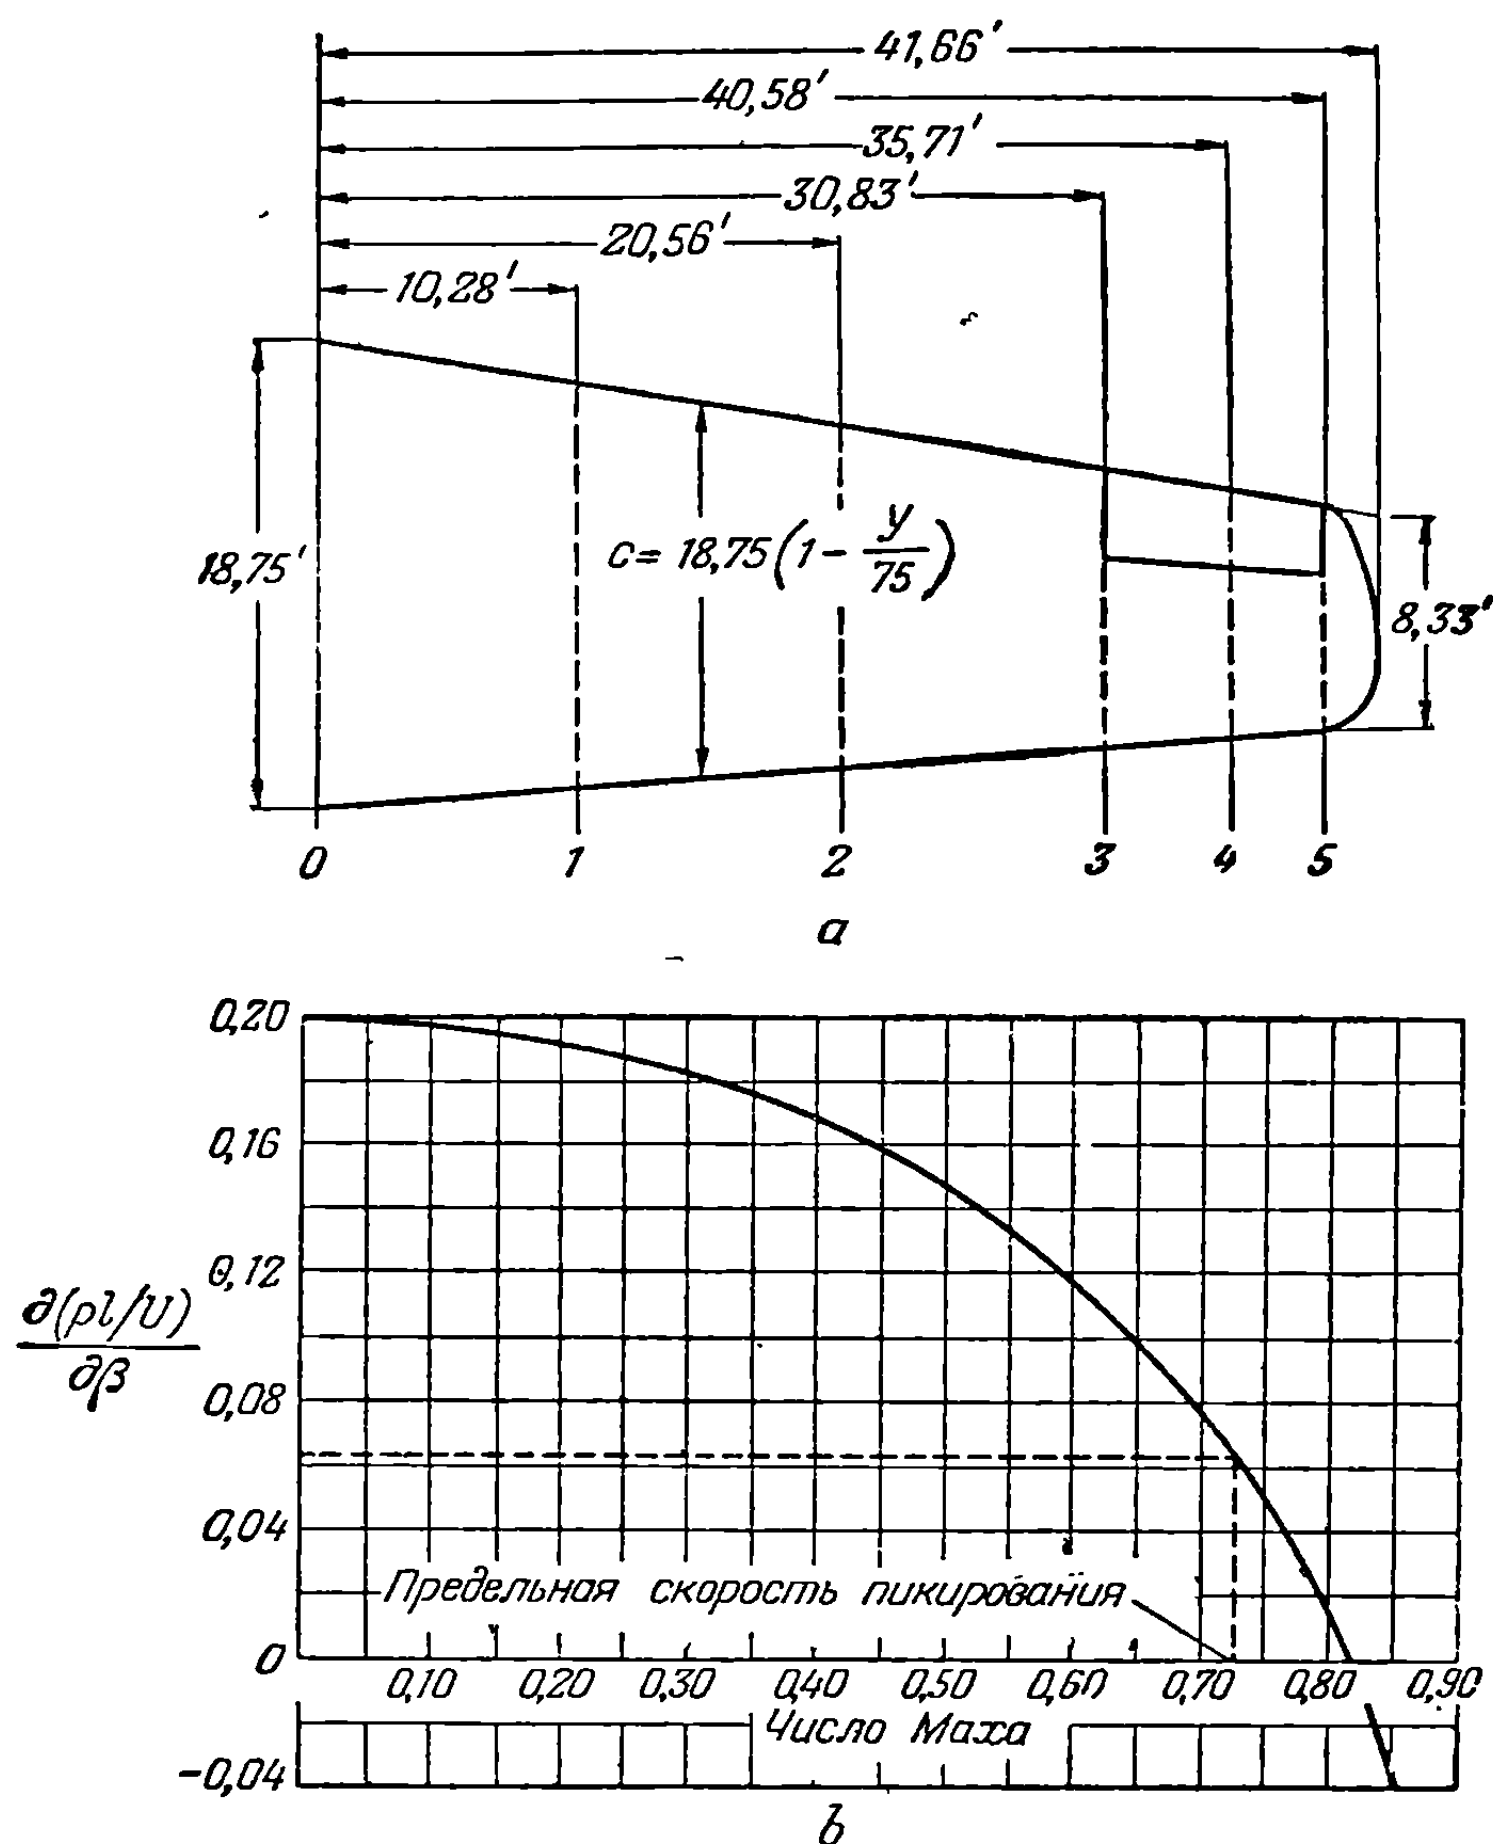 41,66'
40,58'
35,71'
30,83'
20,56'
10,28'
18,75'
c = 18,75(1 - y/75)
8,33'
0 1 2 3 4 5
a
0,20
0,16
0,12
∂(pl/U)/∂β
0,08
0,04
Предельная скорость пикирования
0
0,10 0,20 0,30 0,40 0,50 0,60 0,70 0,80 0,90
Число Маха
-0,04
b